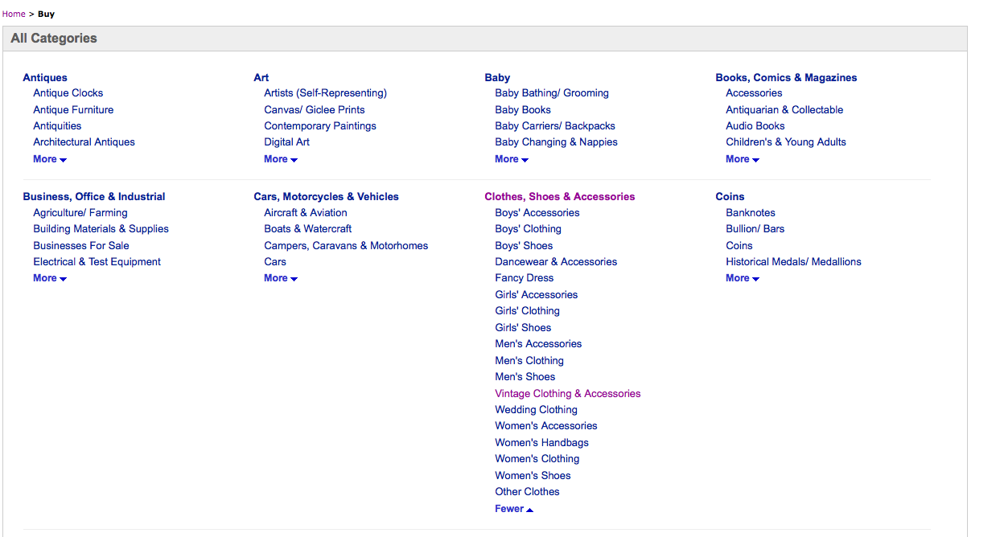 Home > Buy
All Categories
Antiques
Antique Clocks
Antique Furniture
Antiquities
Architectural Antiques
More
Art
Artists (Self-Representing)
Canvas/ Giclee Prints
Contemporary Paintings
Digital Art
More
Baby
Baby Bathing/ Grooming
Baby Books
Baby Carriers/ Backpacks
Baby Changing & Nappies
More
Books, Comics & Magazines
Accessories
Antiquarian & Collectable
Audio Books
Children's & Young Adults
More
Business, Office & Industrial
Agriculture/ Farming
Building Materials & Supplies
Businesses For Sale
Electrical & Test Equipment
More
Cars, Motorcycles & Vehicles
Aircraft & Aviation
Boats & Watercraft
Campers, Caravans & Motorhomes
Cars
More
Clothes, Shoes & Accessories
Boys' Accessories
Boys' Clothing
Boys' Shoes
Dancewear & Accessories
Fancy Dress
Girls' Accessories
Girls' Clothing
Girls' Shoes
Men's Accessories
Men's Clothing
Men's Shoes
Vintage Clothing & Accessories
Wedding Clothing
Women's Accessories
Women's Handbags
Women's Clothing
Women's Shoes
Other Clothes
Fewer
Coins
Banknotes
Bullion/ Bars
Coins
Historical Medals/ Medallions
More